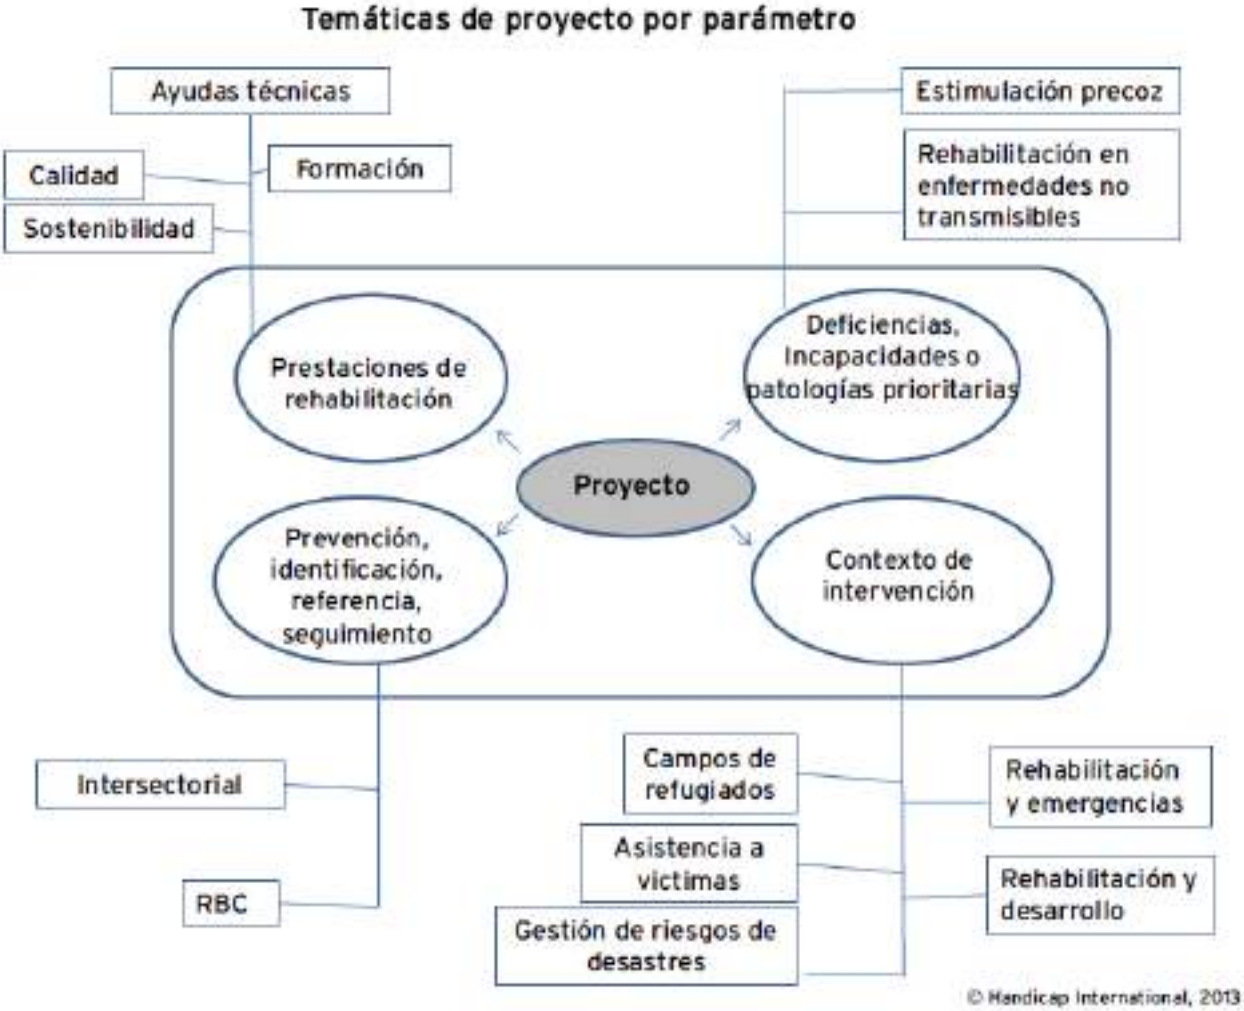 Temáticas de proyecto por parámetro
Ayudas técnicas
Calidad
Formación
Sostenibilidad
Estimulación precoz
Rehabilitación en
enfermedades no
transmisibles
Prestaciones de
rehabilitación
Deficiencias,
Incapacidades o
patologías prioritarias
Proyecto
Prevención,
identificación,
referencia,
seguimiento
Contexto de
intervención
Intersectorial
RBC
Campos de
refugiados
Asistencia a
victimas
Gestión de riesgos de
desastres
Rehabilitación
y emergencias
Rehabilitación y
desarrollo
© Handicap International, 2013